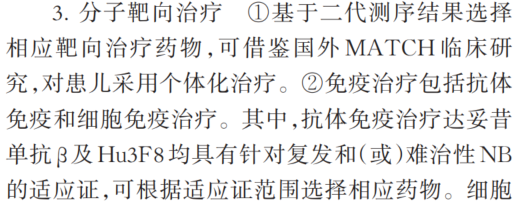 3. 分子靶向治疗　①基于二代测序结果选择
相应靶向治疗药物,可借鉴国外 MATCH 临床研
究,对患儿采用个体化治疗。②免疫治疗包括抗体
免疫和细胞免疫治疗。其中,抗体免疫治疗达妥昔
单抗β及Hu3F8均具有针对复发和(或)难治性NB
的适应证,可根据适应证范围选择相应药物。细胞